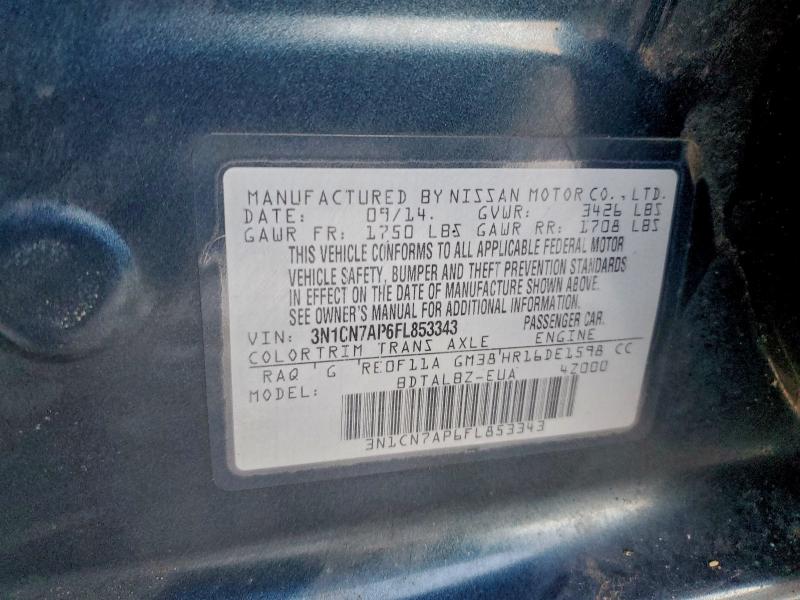 MANUFACTURED BY NISSAN MOTOR CO., LTD.
DATE: 09/14. GVWR: 3426 LBS
GAWR FR: 1750 LBS GAWR RR: 1708 LBS
THIS VEHICLE CONFORMS TO ALL APPLICABLE FEDERAL MOTOR
VEHICLE SAFETY, BUMPER AND THEFT PREVENTION STANDARDS
IN EFFECT ON THE DATE OF MANUFACTURE SHOWN ABOVE.
SEE OWNER'S MANUAL FOR ADDITIONAL INFORMATION.
VIN: 3N1CN7AP6FL853343 PASSENGER CAR.
COLOR TRIM TRANS AXLE ENGINE
RAQ ' G 'RE0F11A GM38'HR16DE1598 CC
MODEL: BDTALBZ-EUA 4Z000
3N1CN7AP6FL853343